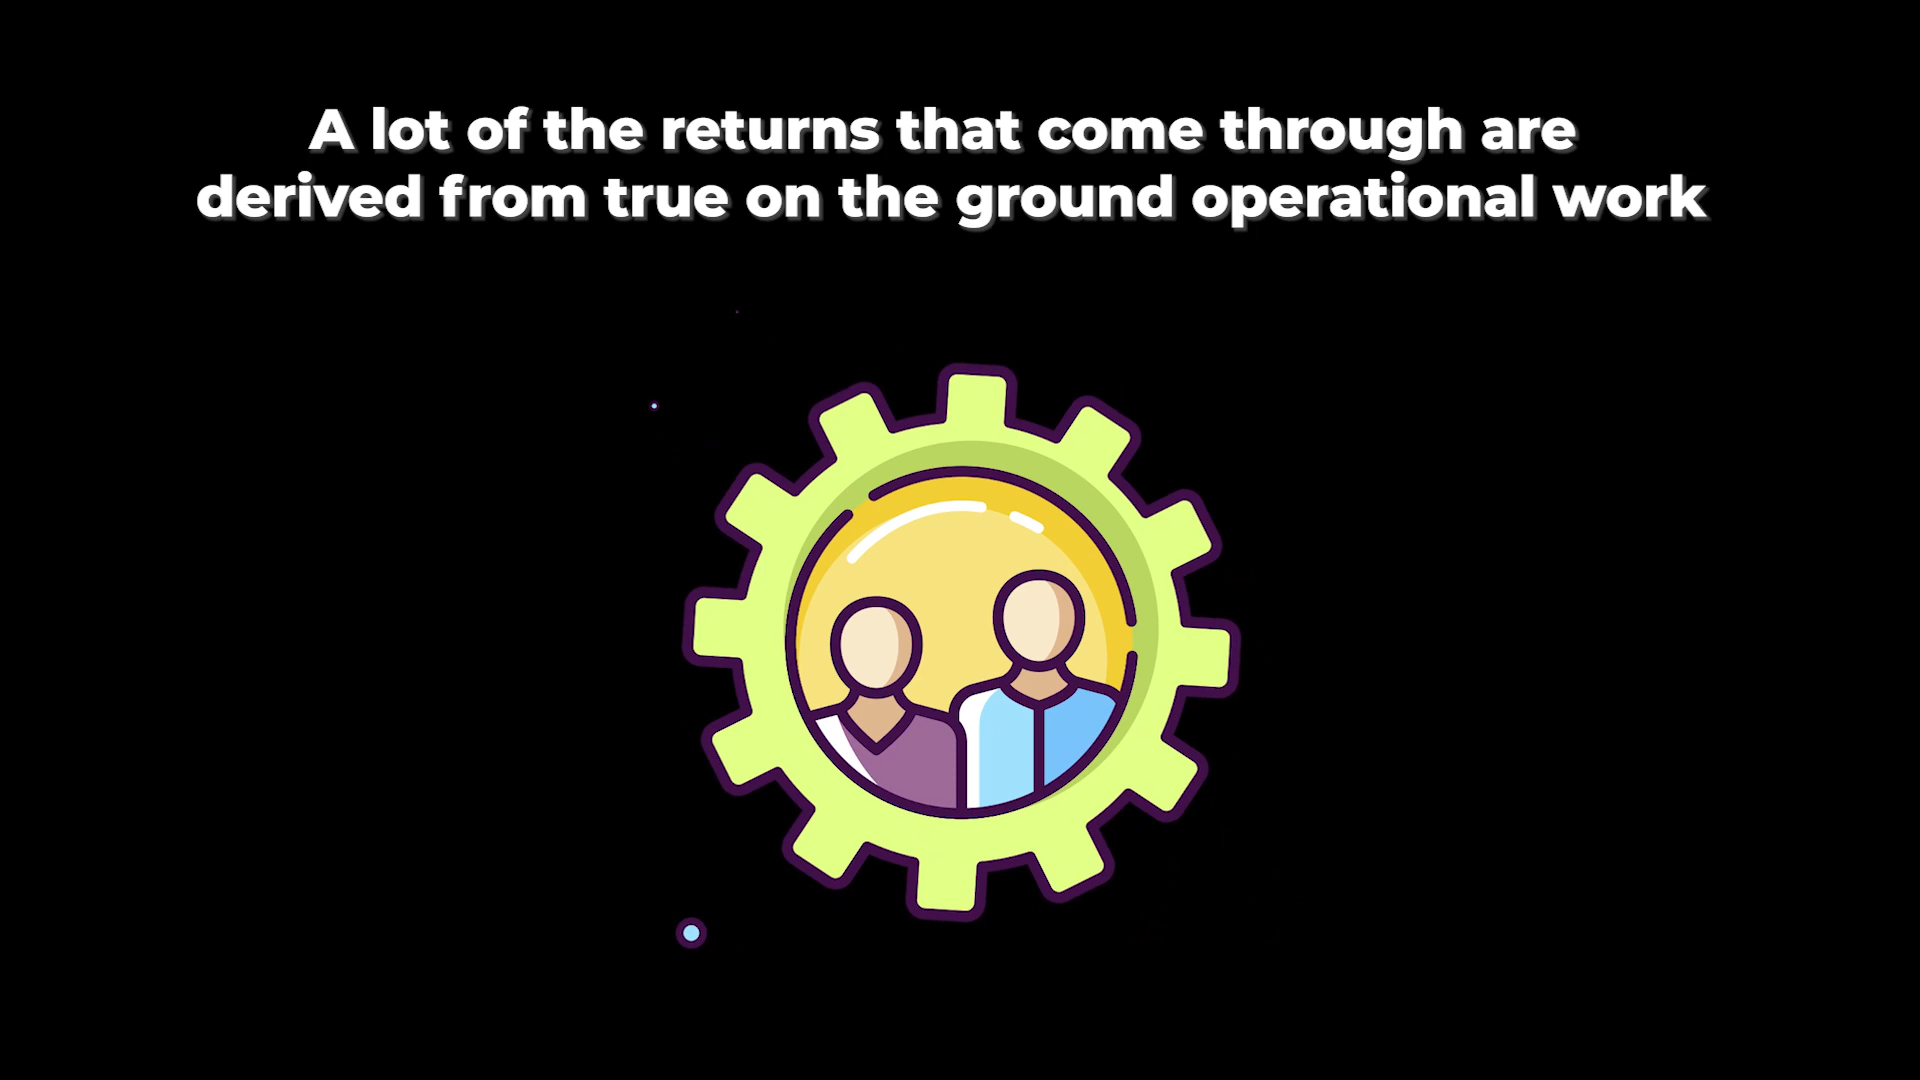 A lot of the returns that come through are
derived from true on the ground operational work